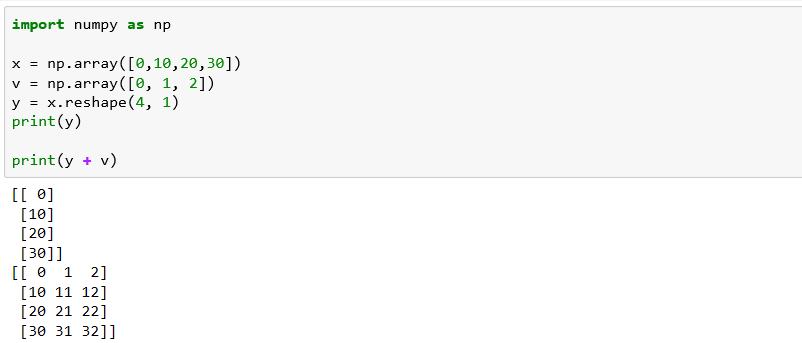 import numpy as np

x = np.array([0,10,20,30])
v = np.array([0, 1, 2])
y = x.reshape(4, 1)
print(y)

print(y + v)
[[ 0]
 [10]
 [20]
 [30]]
[[ 0  1  2]
 [10 11 12]
 [20 21 22]
 [30 31 32]]